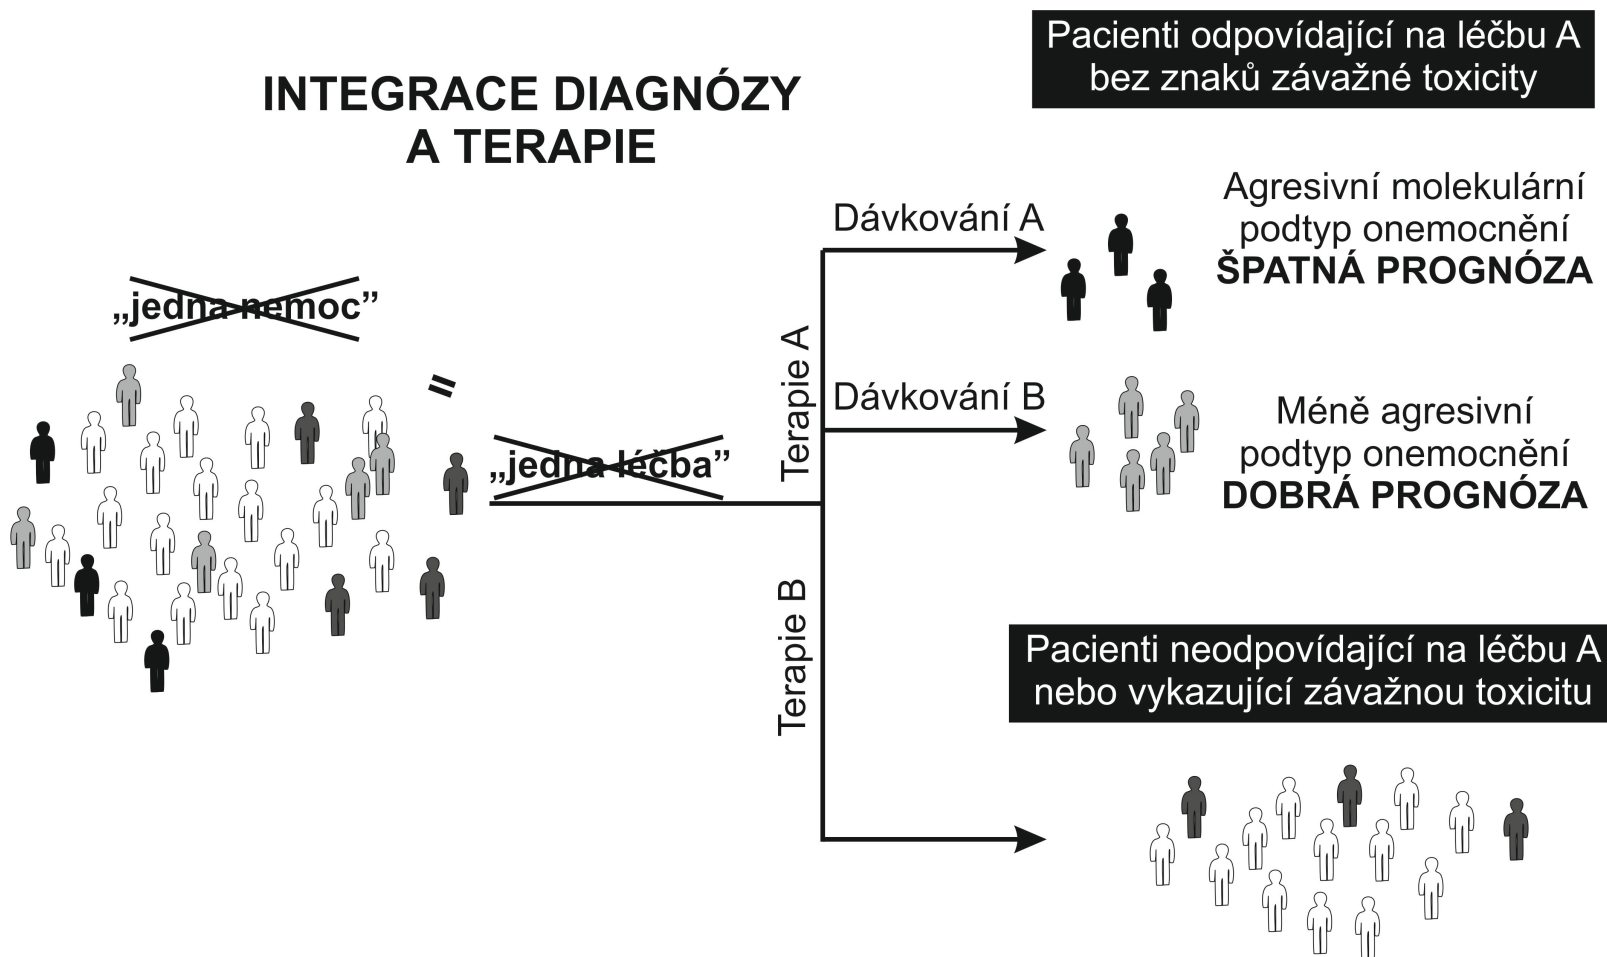 INTEGRACE DIAGNÓZY
A TERAPIE
„jedna nemoc”
=
„jedna léčba”
Terapie A
Terapie B
Dávkování A
Dávkování B
Pacienti odpovídající na léčbu A
bez znaků závažné toxicity
Agresivní molekulární
podtyp onemocnění
ŠPATNÁ PROGNÓZA
Méně agresivní
podtyp onemocnění
DOBRÁ PROGNÓZA
Pacienti neodpovídající na léčbu A
nebo vykazující závažnou toxicitu